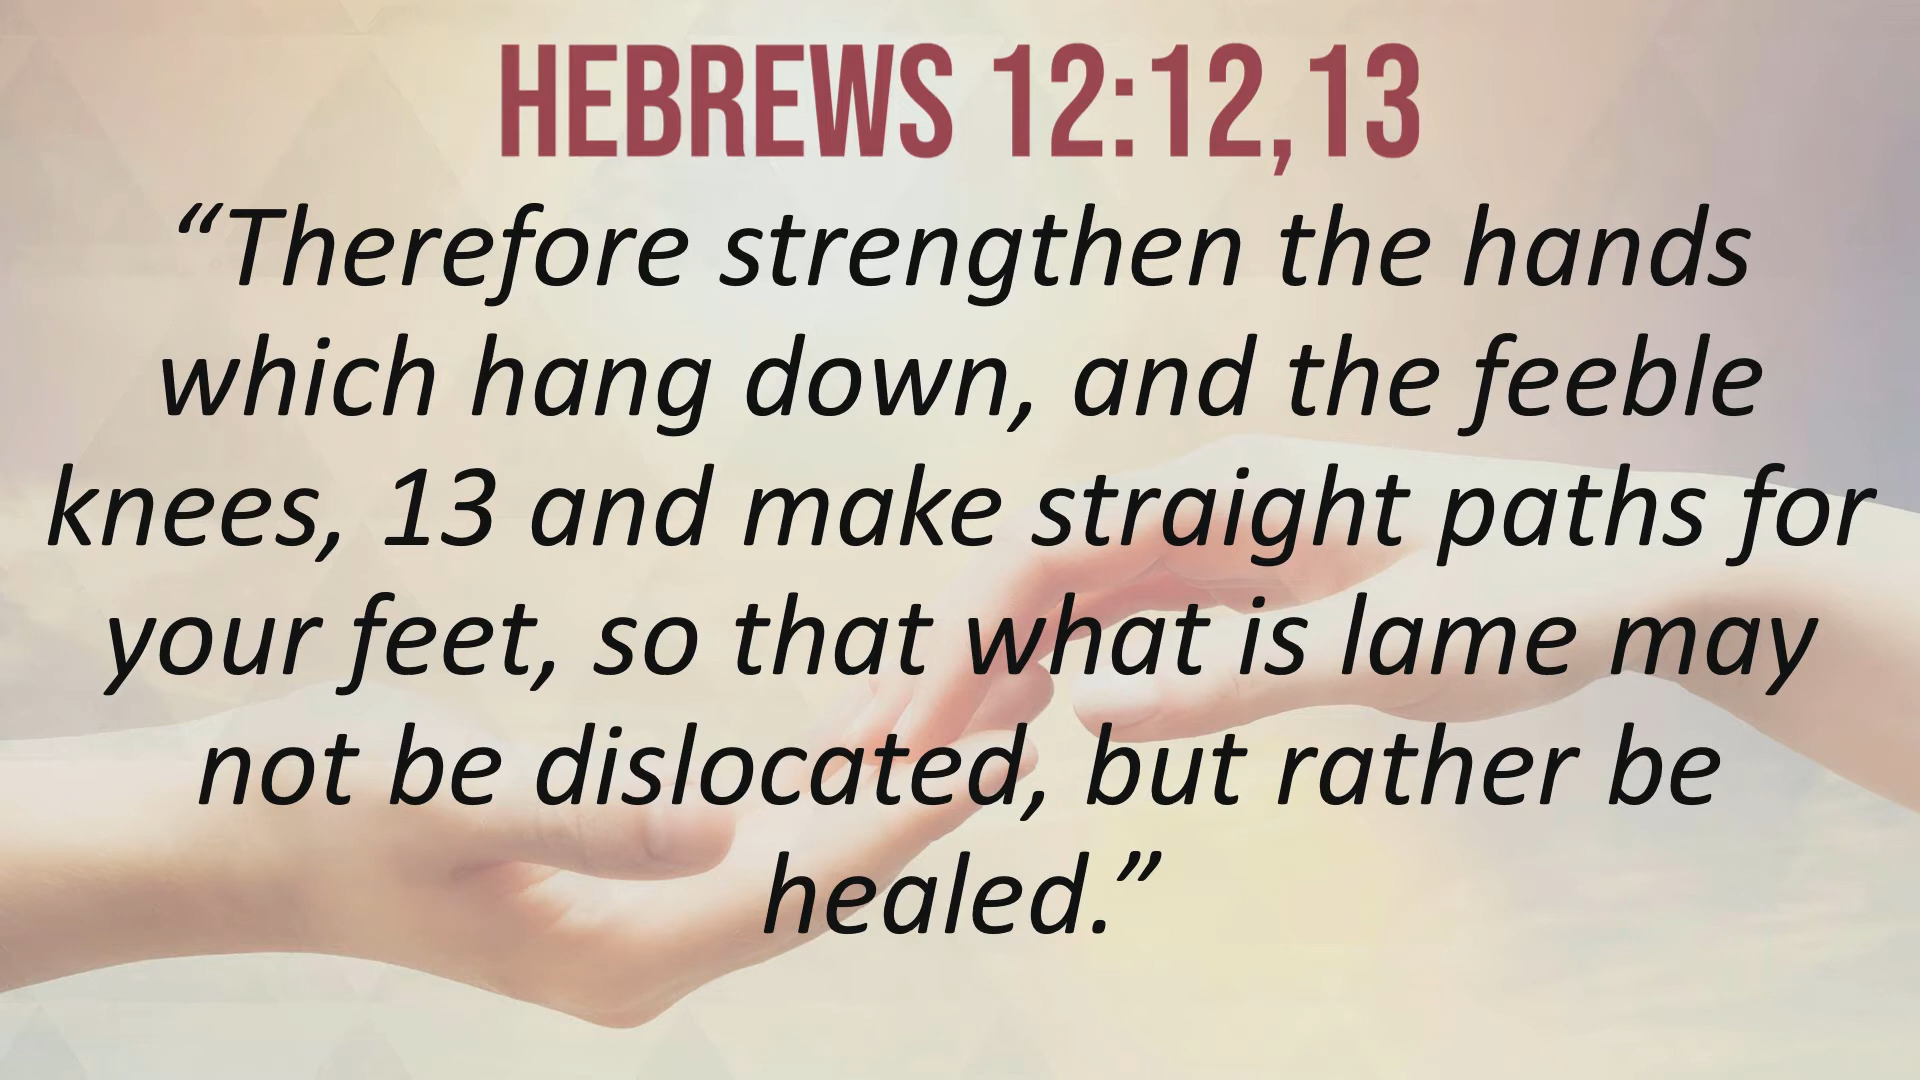 HEBREWS 12:12,13
“Therefore strengthen the hands
which hang down, and the feeble
knees, 13 and make straight paths for
your feet, so that what is lame may
not be dislocated, but rather be
healed.”